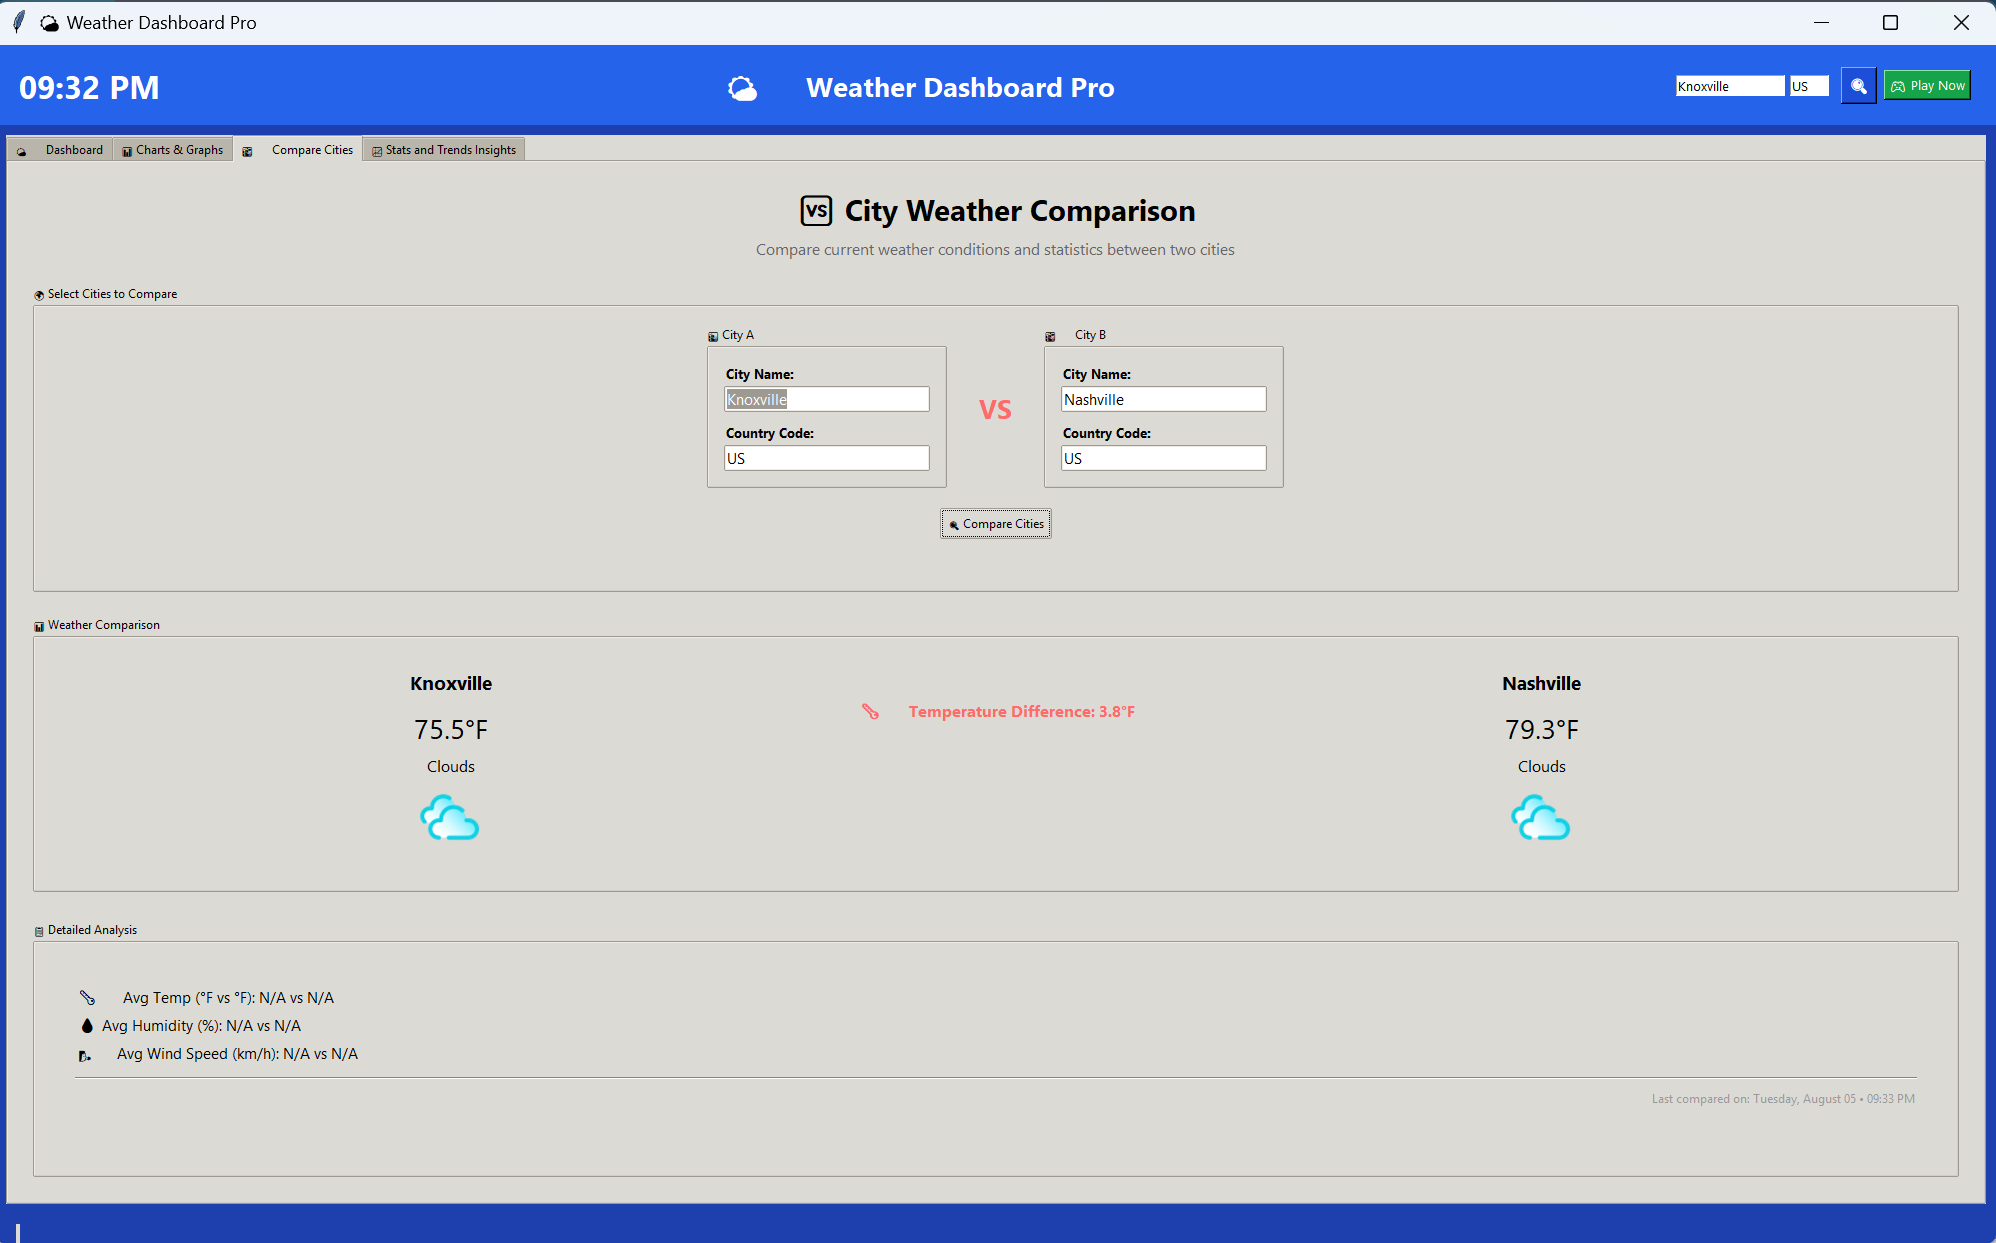 Weather Dashboard Pro
09:32 PM
Weather Dashboard Pro
Knoxville
US
Play Now
Dashboard
Charts & Graphs
Compare Cities
Stats and Trends Insights
VS City Weather Comparison
Compare current weather conditions and statistics between two cities
Select Cities to Compare
City A
City Name:
Knoxville
Country Code:
US
VS
City B
City Name:
Nashville
Country Code:
US
Compare Cities
Weather Comparison
Knoxville
75.5°F
Clouds
Temperature Difference: 3.8°F
Nashville
79.3°F
Clouds
Detailed Analysis
Avg Temp (°F vs °F): N/A vs N/A
Avg Humidity (%): N/A vs N/A
Avg Wind Speed (km/h): N/A vs N/A
Last compared on: Tuesday, August 05 • 09:33 PM